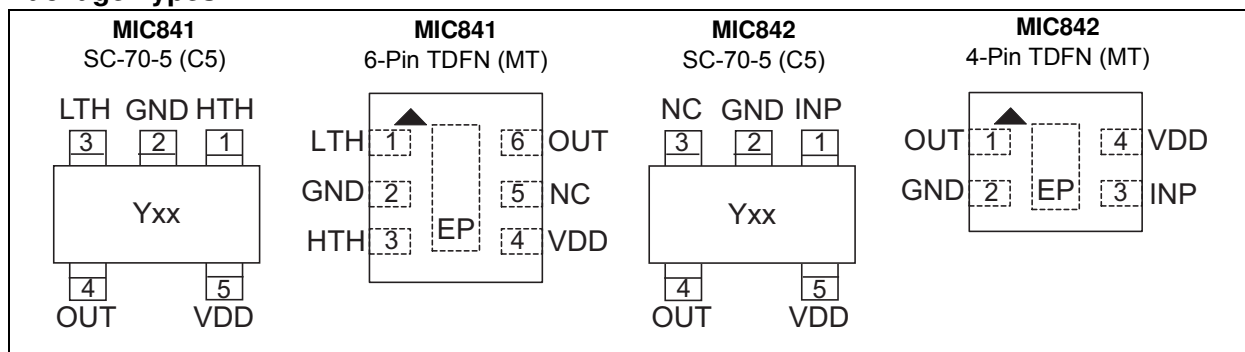 MIC841
SC-70-5 (C5)
LTH GND HTH
3 2 1
Yxx
4 5
OUT VDD
MIC841
6-Pin TDFN (MT)
LTH 1 6 OUT
GND 2 5 NC
HTH 3 EP 4 VDD
MIC842
SC-70-5 (C5)
NC GND INP
3 2 1
Yxx
4 5
OUT VDD
MIC842
4-Pin TDFN (MT)
OUT 1 4 VDD
GND 2 EP 3 INP